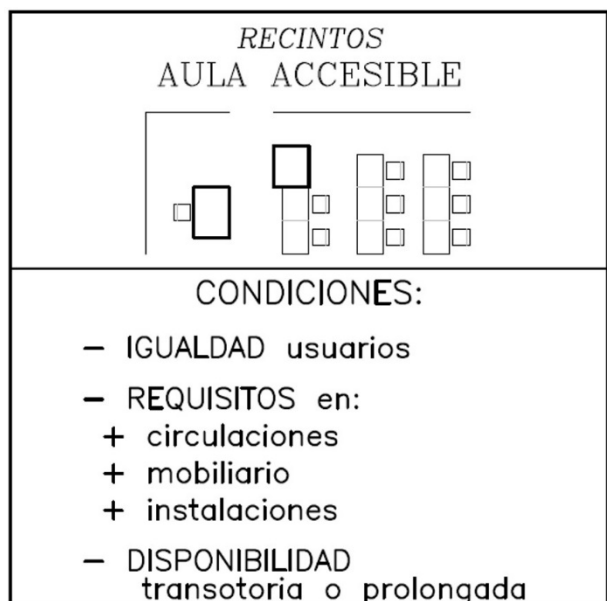 RECINTOS
AULA ACCESIBLE
CONDICIONES:
- IGUALDAD usuarios
- REQUISITOS en:
+ circulaciones
+ mobiliario
+ instalaciones
- DISPONIBILIDAD
transotoria o prolongada